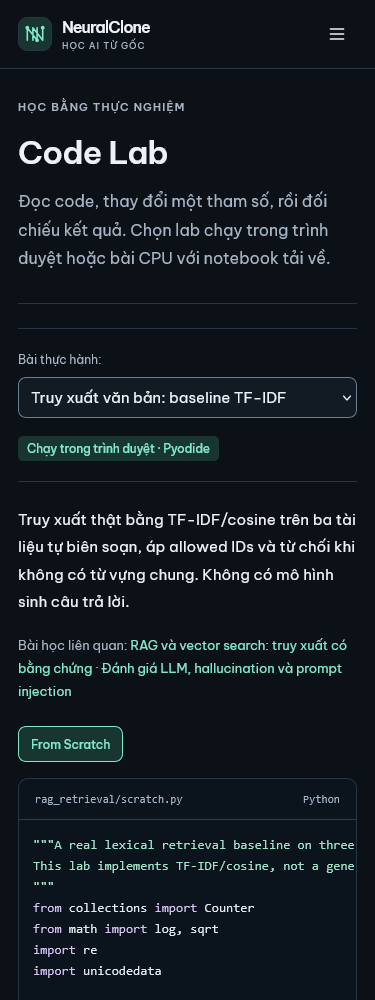 NeuralClone
HỌC AI TỪ GỐC
HỌC BẰNG THỰC NGHIỆM
Code Lab
Đọc code, thay đổi một tham số, rồi đối
chiếu kết quả. Chọn lab chạy trong trình
duyệt hoặc bài CPU với notebook tải về.
Bài thực hành:
Truy xuất văn bản: baseline TF-IDF
Chạy trong trình duyệt · Pyodide
Truy xuất thật bằng TF-IDF/cosine trên ba tài
liệu tự biên soạn, áp allowed IDs và từ chối khi
không có từ vựng chung. Không có mô hình
sinh câu trả lời.
Bài học liên quan: RAG và vector search: truy xuất có
bằng chứng · Đánh giá LLM, hallucination và prompt
injection
From Scratch
rag_retrieval/scratch.py Python
"""A real lexical retrieval baseline on three
This lab implements TF-IDF/cosine, not a gene
"""
from collections import Counter
from math import log, sqrt
import re
import unicodedata